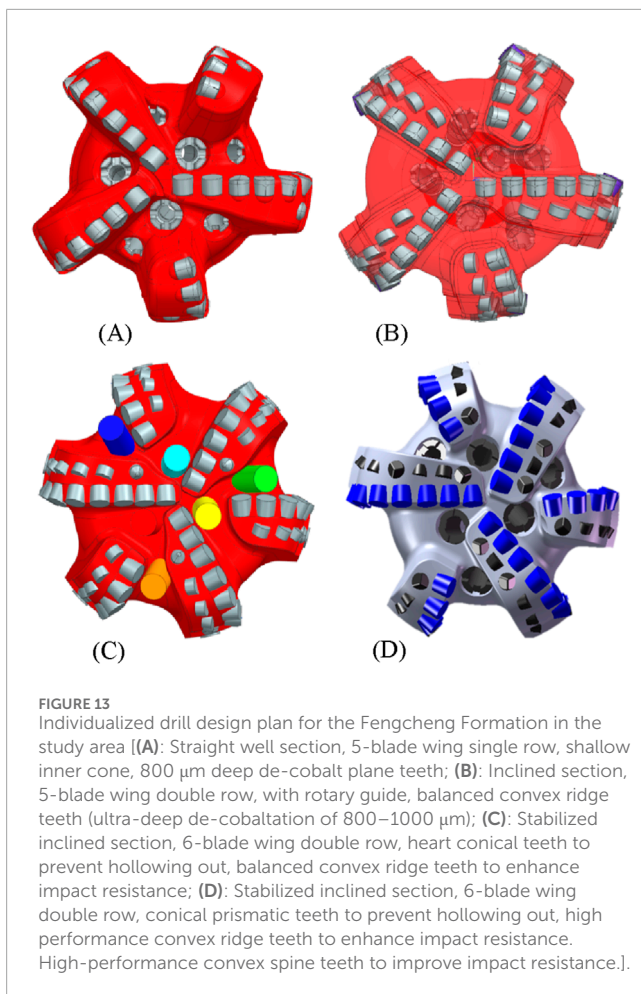 (A)
(B)
(C)
(D)
FIGURE 13
Individualized drill design plan for the Fengcheng Formation in the
study area [(A): Straight well section, 5-blade wing single row, shallow
inner cone, 800 μm deep de-cobalt plane teeth; (B): Inclined section,
5-blade wing double row, with rotary guide, balanced convex ridge
teeth (ultra-deep de-cobaltation of 800–1000 μm); (C): Stabilized
inclined section, 6-blade wing double row, heart conical teeth to
prevent hollowing out, balanced convex ridge teeth to enhance
impact resistance; (D): Stabilized inclined section, 6-blade wing
double row, conical prismatic teeth to prevent hollowing out, high
performance convex ridge teeth to enhance impact resistance.
High-performance convex spine teeth to improve impact resistance.].